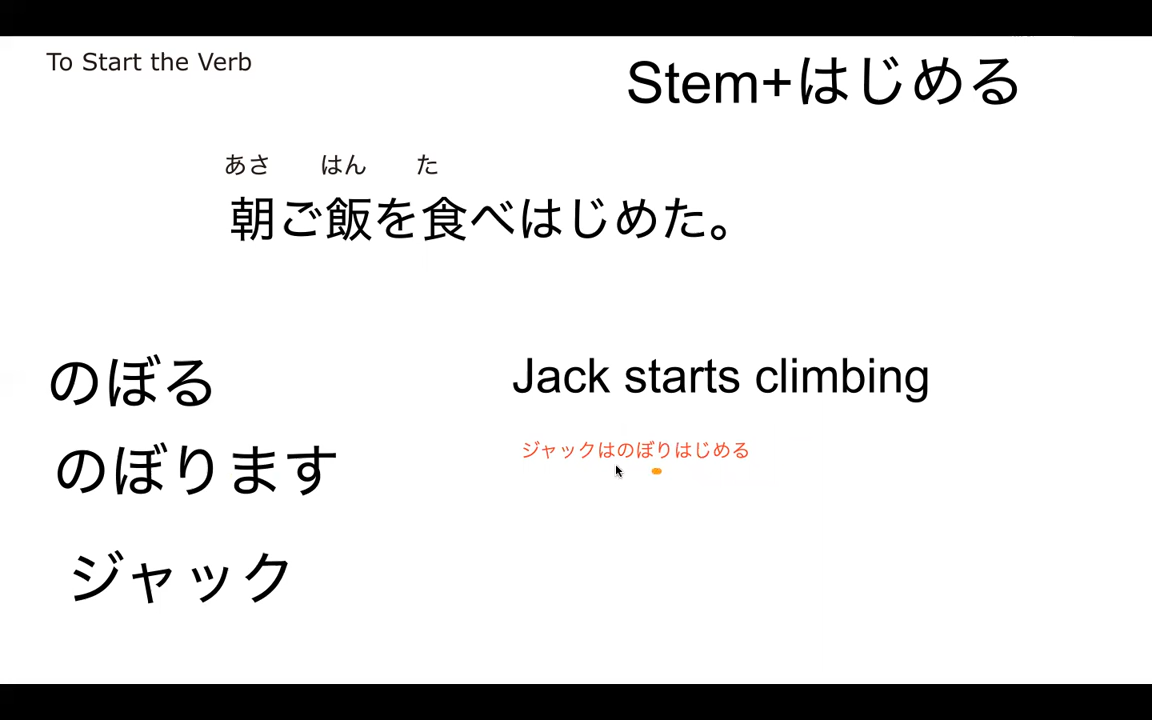 To Start the Verb
Stem+はじめる
あさ はん た
朝ご飯を食べはじめた。
のぼる
Jack starts climbing
ジャックはのぼりはじめる
のぼります
ジャック